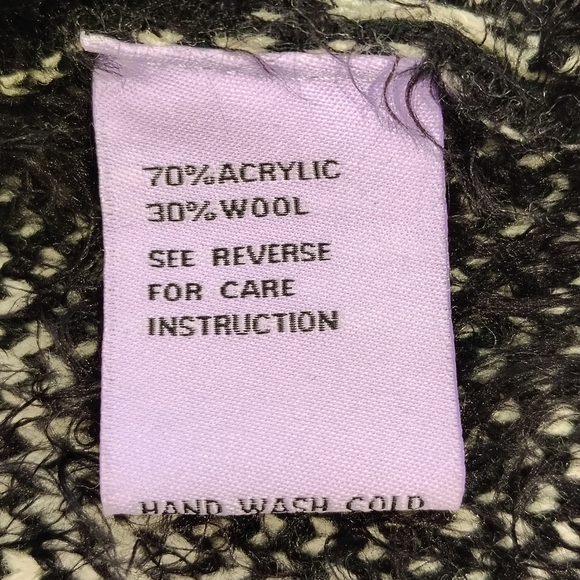 70%ACRYLIC
30%WOOL
SEE REVERSE
FOR CARE
INSTRUCTION
HAND WASH COLD